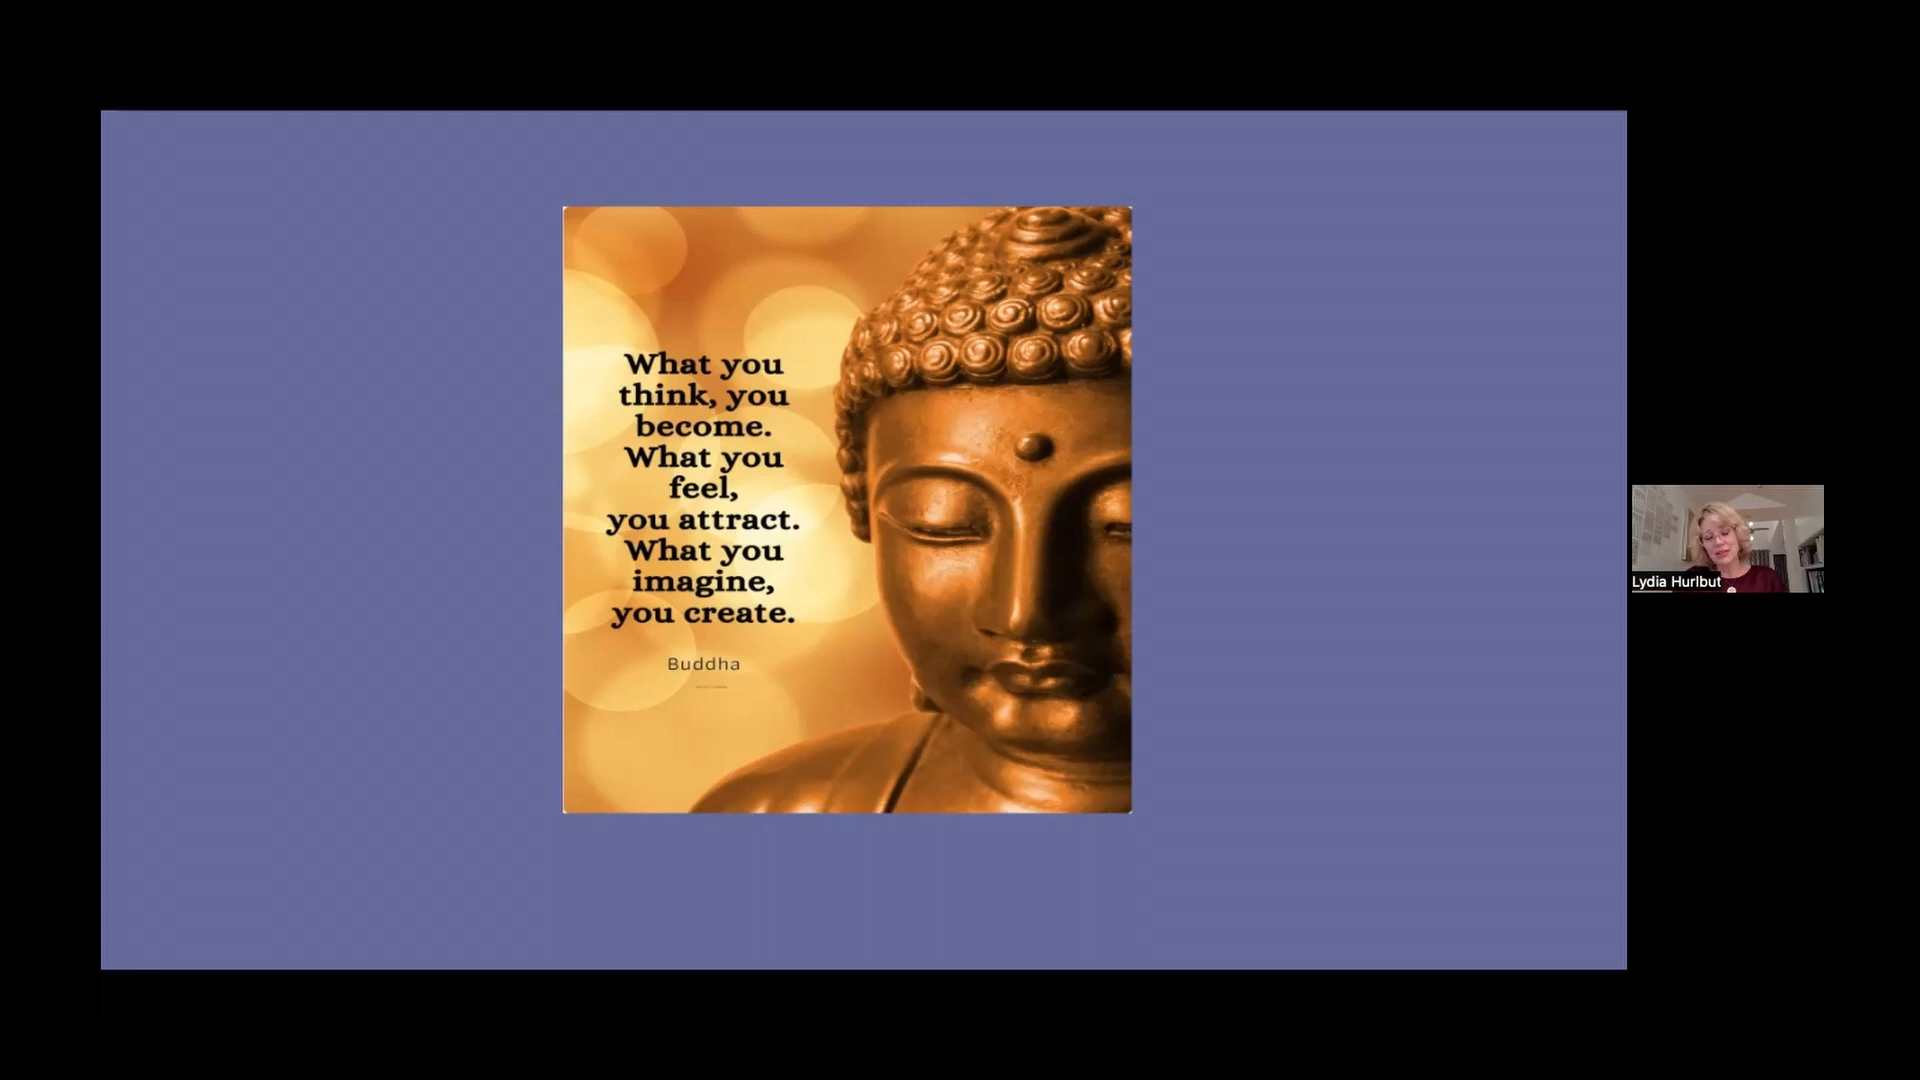 What you
think, you
become.
What you
feel,
you attract.
What you
imagine,
you create.
Buddha
Lydia Hurlbut